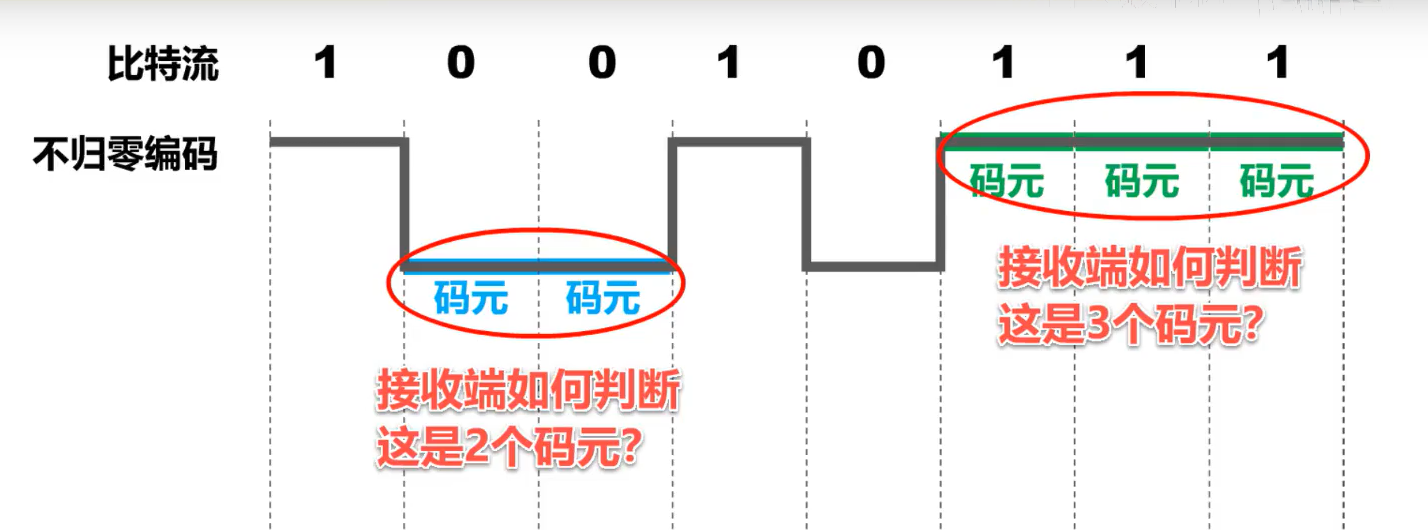 比特流 1 0 0 1 0 1 1 1
不归零编码
码元 码元 码元
码元 码元
接收端如何判断
这是3个码元?
接收端如何判断
这是2个码元?